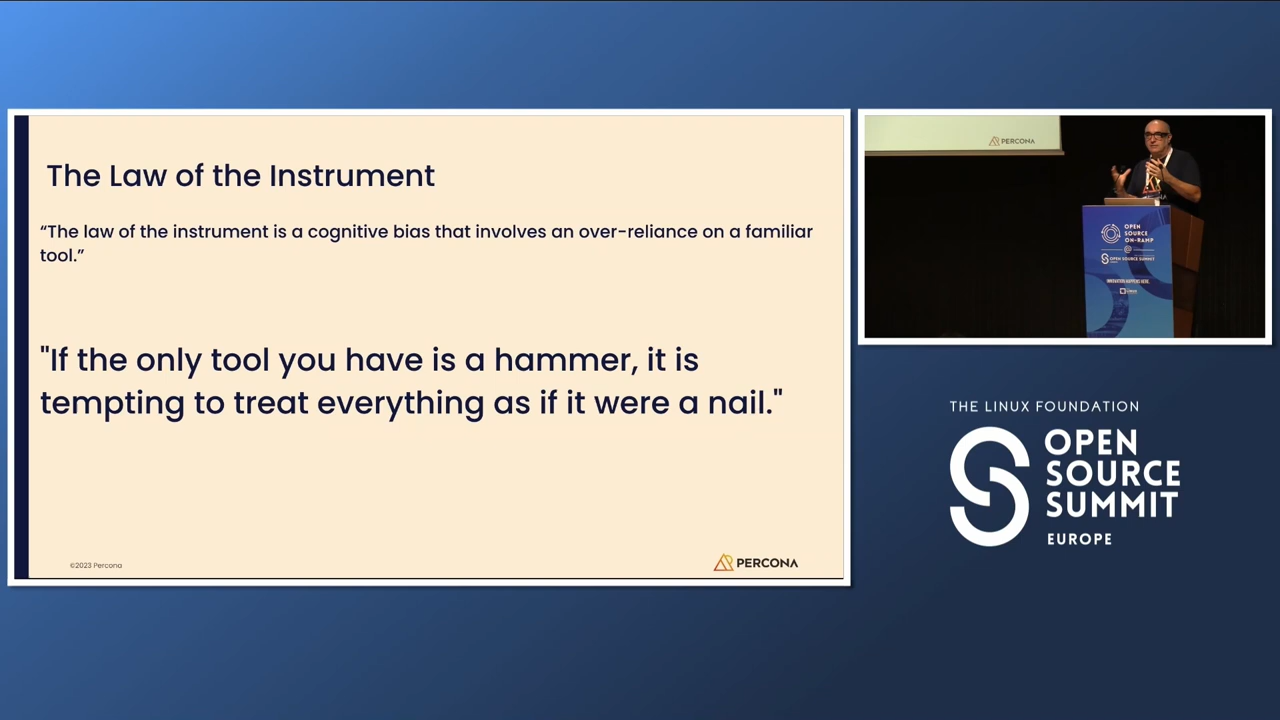 The Law of the Instrument
“The law of the instrument is a cognitive bias that involves an over-reliance on a familiar
tool.”
"If the only tool you have is a hammer, it is
tempting to treat everything as if it were a nail."
©2023 Percona
PERCONA
PERCONA
OPEN
SOURCE
ON-RAMP
@
OPEN SOURCE SUMMIT
INNOVATION HAPPENS HERE.
THE LINUX FOUNDATION
OPEN
SOURCE
SUMMIT
EUROPE